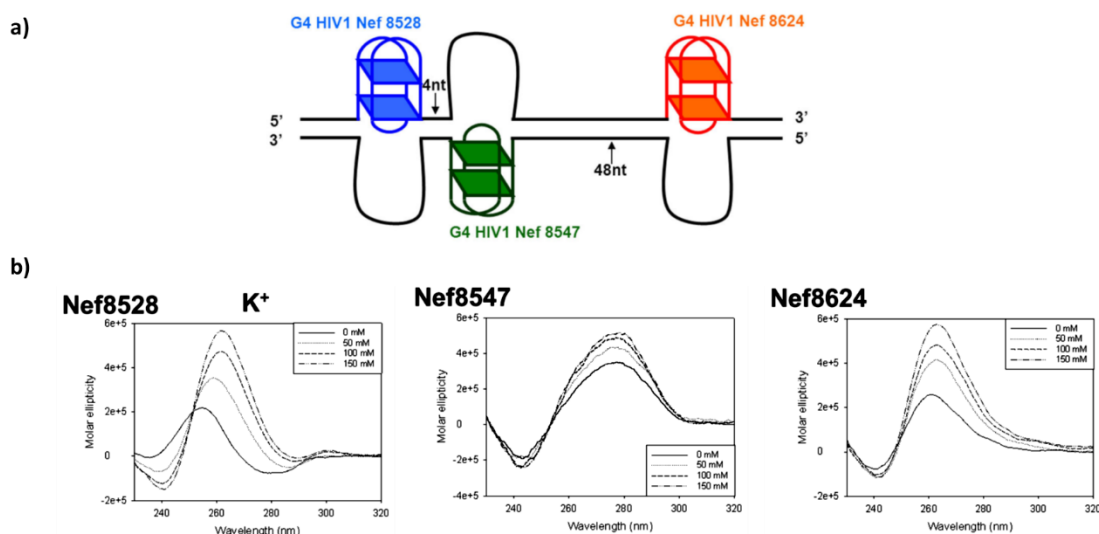 a)
G4 HIV1 Nef 8528
G4 HIV1 Nef 8624
4nt
5’
3’
3’
5’
48nt
G4 HIV1 Nef 8547
b)
Nef8528
K+
Nef8547
Nef8624
6e+5
4e+5
2e+5
0
-2e+5
Molar ellipticity
0 mM
50 mM
100 mM
150 mM
240 260 280 300 320
Wavelength (nm)
6e+5
4e+5
2e+5
0
-2e+5
-4e+5
Molar ellipticity
0 mM
50 mM
100 mM
150 mM
240 260 280 300 320
Wavelength (nm)
6e+5
4e+5
2e+5
0
-2e+5
Molar ellipticity
0 mM
50 mM
100 mM
150 mM
240 260 280 300 320
Wavelength (nm)